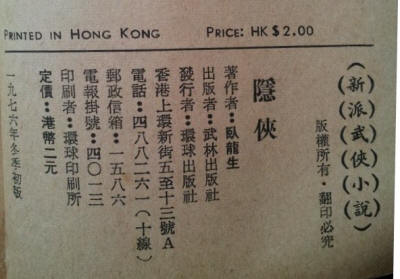 PRINTED IN HONG KONG
PRICE: HK $2.00
（新派武俠小說）
版權所有·翻印必究
隱俠
著作者：臥龍生
出版者：武林出版社
發行者：環球出版社
香港上環新街五至十三號A
電話：四八八二六一（十線）
郵政信箱：一五八六
電報掛號：四〇一三
印刷者：環球印刷所
定價：港幣二元
一九七六年冬季初版